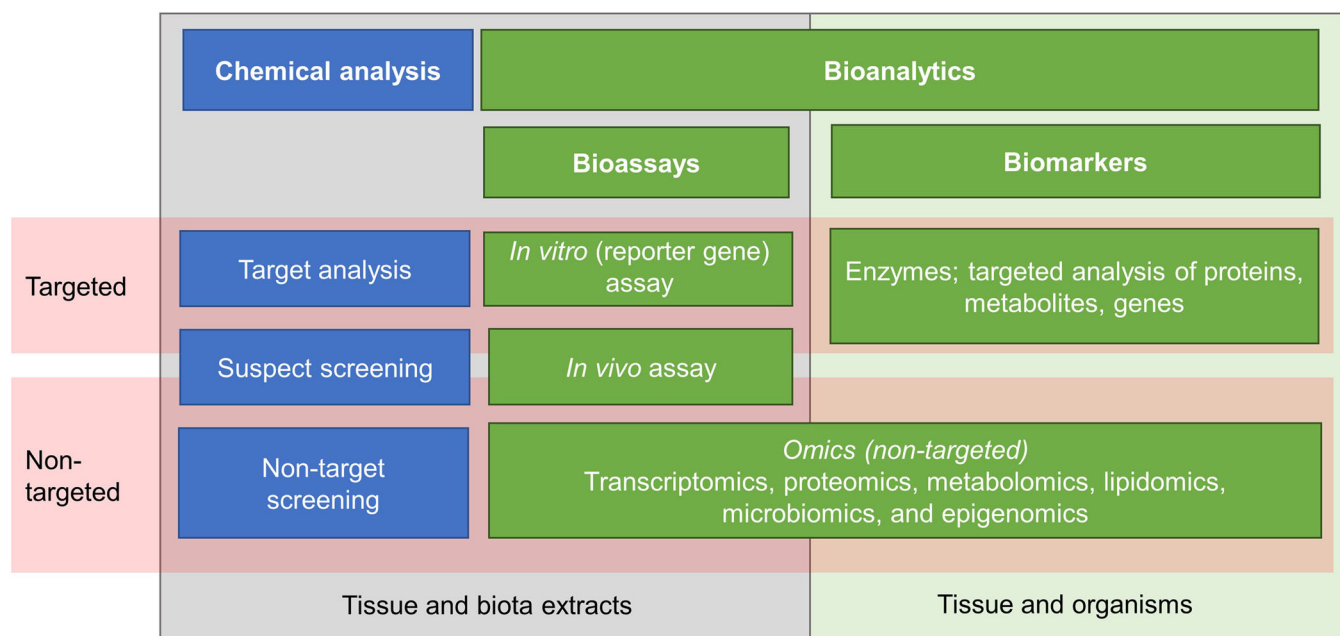 Chemical analysis
Bioanalytics
Bioassays
Biomarkers
Targeted
Target analysis
In vitro (reporter gene)
assay
Enzymes; targeted analysis of proteins,
metabolites, genes
Suspect screening
In vivo assay
Non-
targeted
Non-target
screening
Omics (non-targeted)
Transcriptomics, proteomics, metabolomics, lipidomics,
microbiomics, and epigenomics
Tissue and biota extracts
Tissue and organisms